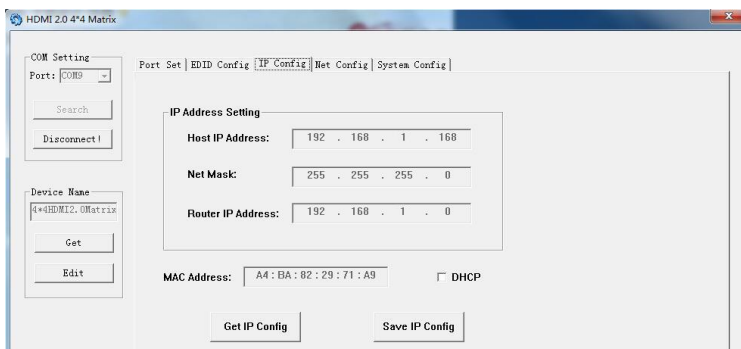 HDMI 2.0 4*4 Matrix
COM Setting
Port: COM9
Search
Disconnect!
Device Name
4*4HDMI2.0Matrix
Get
Edit
Port Set EDID Config IP Config Net Config System Config
IP Address Setting
Host IP Address: 192 . 168 . 1 . 168
Net Mask: 255 . 255 . 255 . 0
Router IP Address: 192 . 168 . 1 . 0
MAC Address: A4:BA:82:29:71:A9 DHCP
Get IP Config Save IP Config